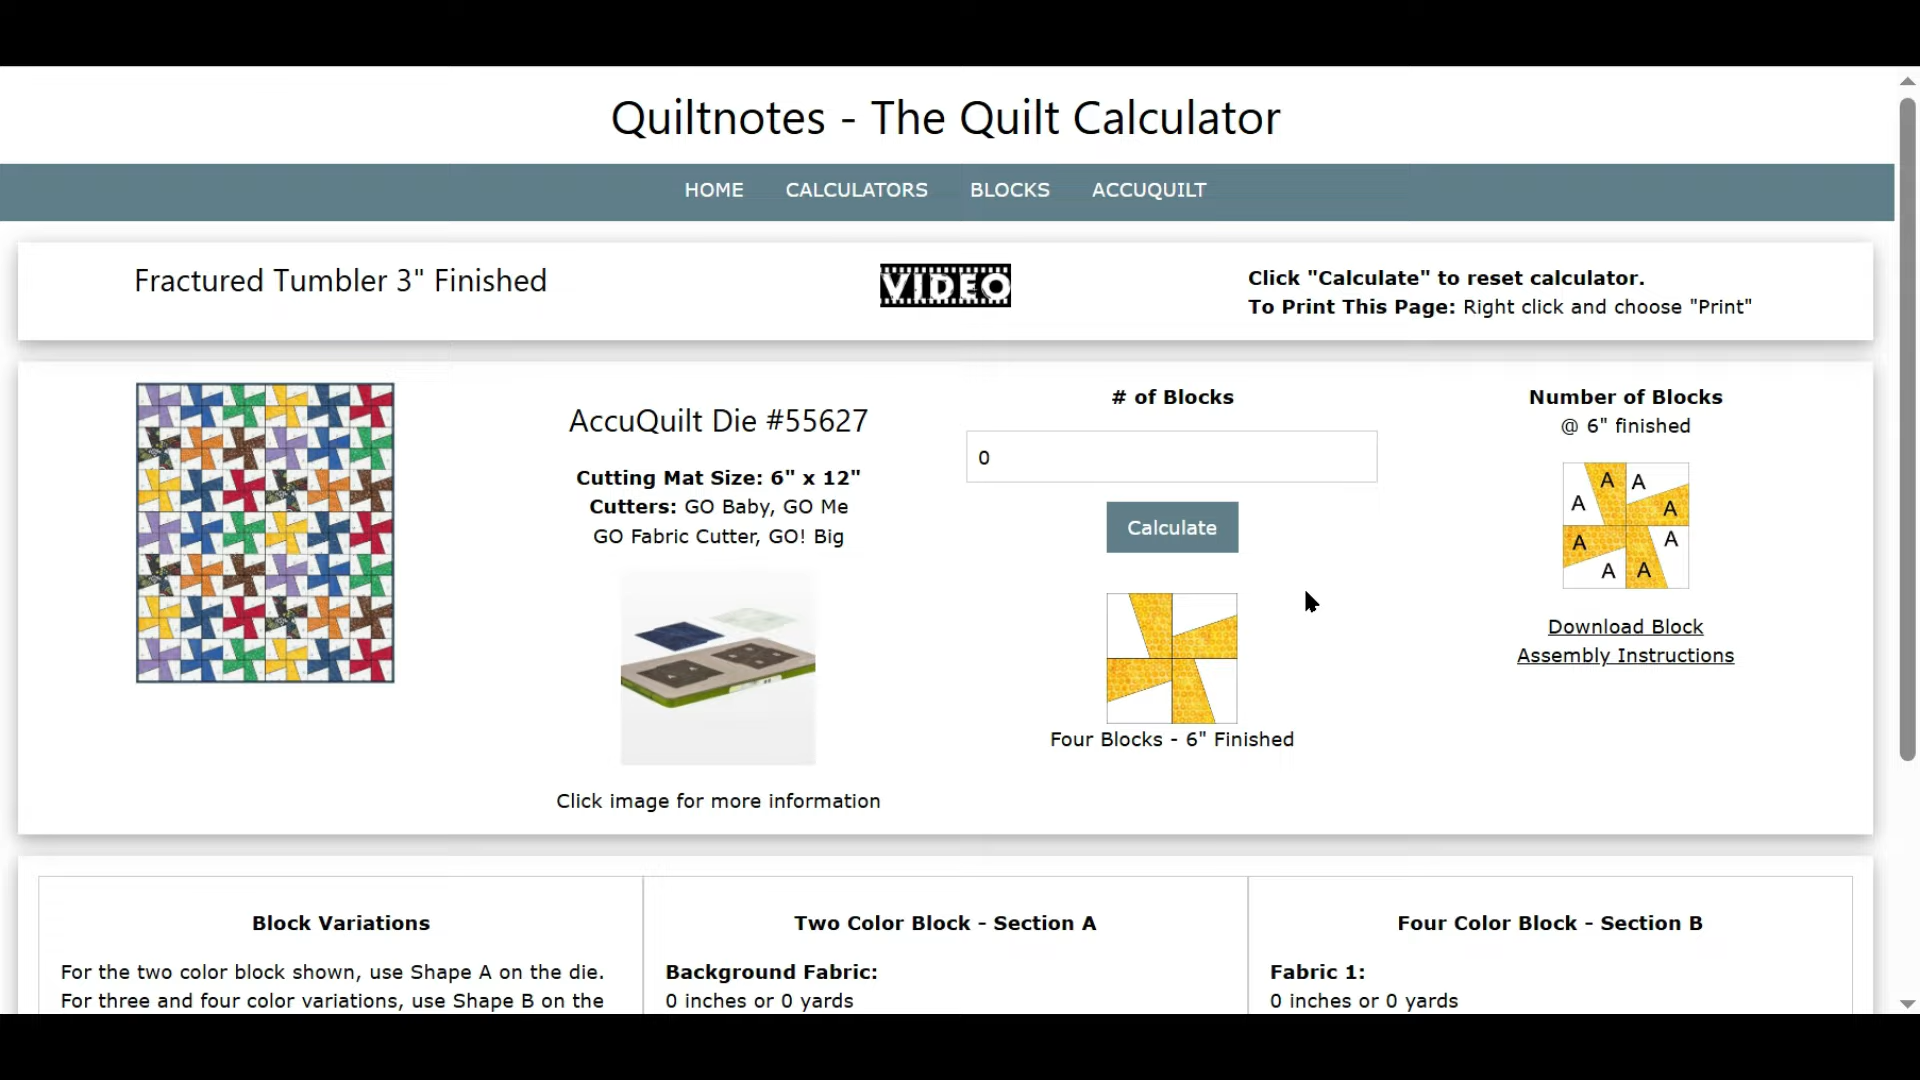 Quiltnotes - The Quilt Calculator
HOME CALCULATORS BLOCKS ACCUQUILT
Fractured Tumbler 3" Finished
VIDEO
Click "Calculate" to reset calculator.
To Print This Page: Right click and choose "Print"
AccuQuilt Die #55627
Cutting Mat Size: 6" x 12"
Cutters: GO Baby, GO Me
GO Fabric Cutter, GO! Big
Click image for more information
# of Blocks
0
Calculate
Four Blocks - 6" Finished
Number of Blocks
@ 6" finished
A A
A A
A A
A A
Download Block
Assembly Instructions
Block Variations
For the two color block shown, use Shape A on the die.
For three and four color variations, use Shape B on the
Two Color Block - Section A
Background Fabric:
0 inches or 0 yards
Four Color Block - Section B
Fabric 1:
0 inches or 0 yards